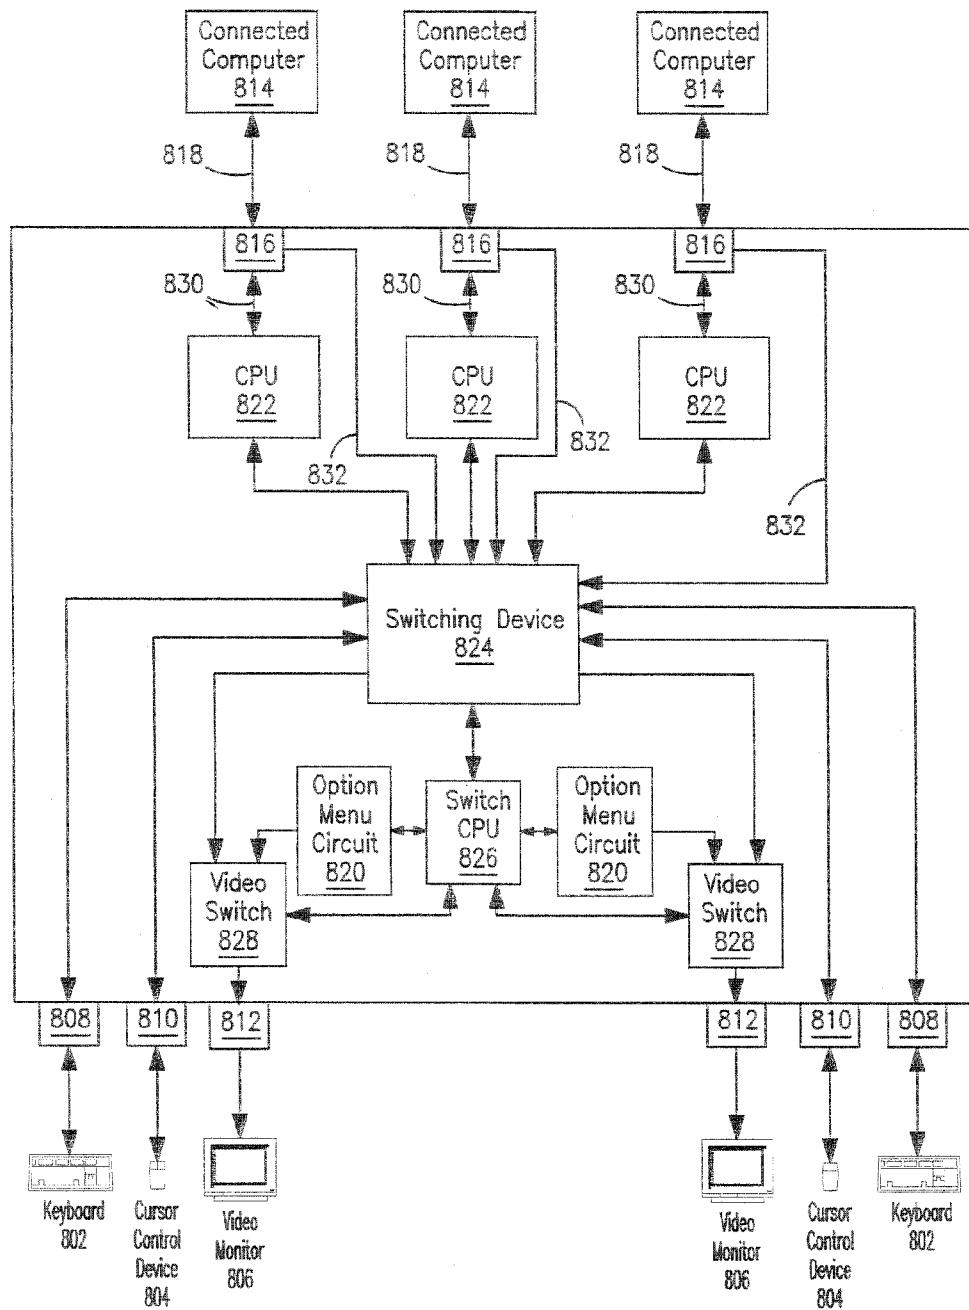 Connected
Computer
814
Connected
Computer
814
Connected
Computer
814
818
818
818
816
816
816
830
830
830
CPU
822
CPU
822
CPU
822
832
832
832
Switching Device
824
Option
Menu
Circuit
820
Switch
CPU
826
Option
Menu
Circuit
820
Video
Switch
828
Video
Switch
828
808
810
812
812
810
808
Keyboard
802
Cursor
Control
Device
804
Video
Monitor
806
Video
Monitor
806
Cursor
Control
Device
804
Keyboard
802